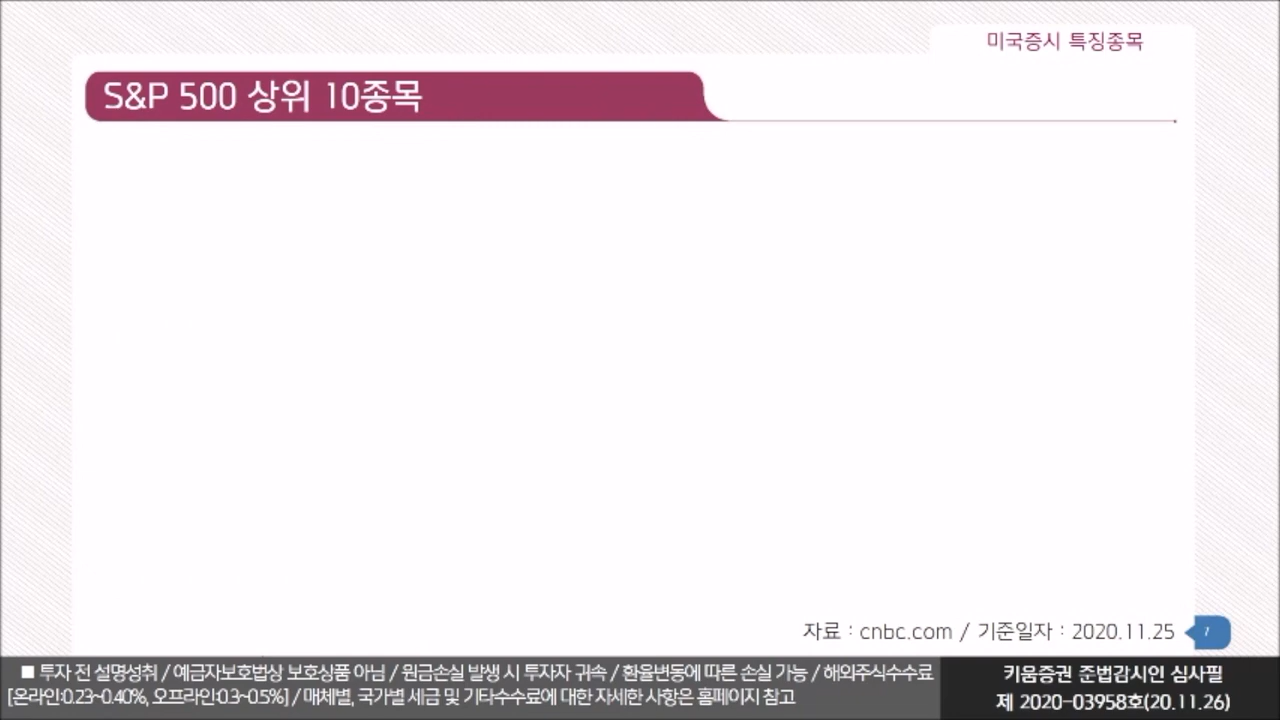 미국증시 특징종목
S&P 500 상위 10종목
자료 : cnbc.com / 기준일자 : 2020.11.25
7
■ 투자 전 설명청취 / 예금자보호법상 보호상품 아님 / 원금손실 발생 시 투자자 귀속 / 환율변동에 따른 손실 가능 / 해외주식수수료
[온라인:0.23~0.40%, 오프라인:0.3~0.5%] / 매체별, 국가별 세금 및 기타수수료에 대한 자세한 사항은 홈페이지 참고
키움증권 준법감시인 심사필
제 2020-03958호(20.11.26)